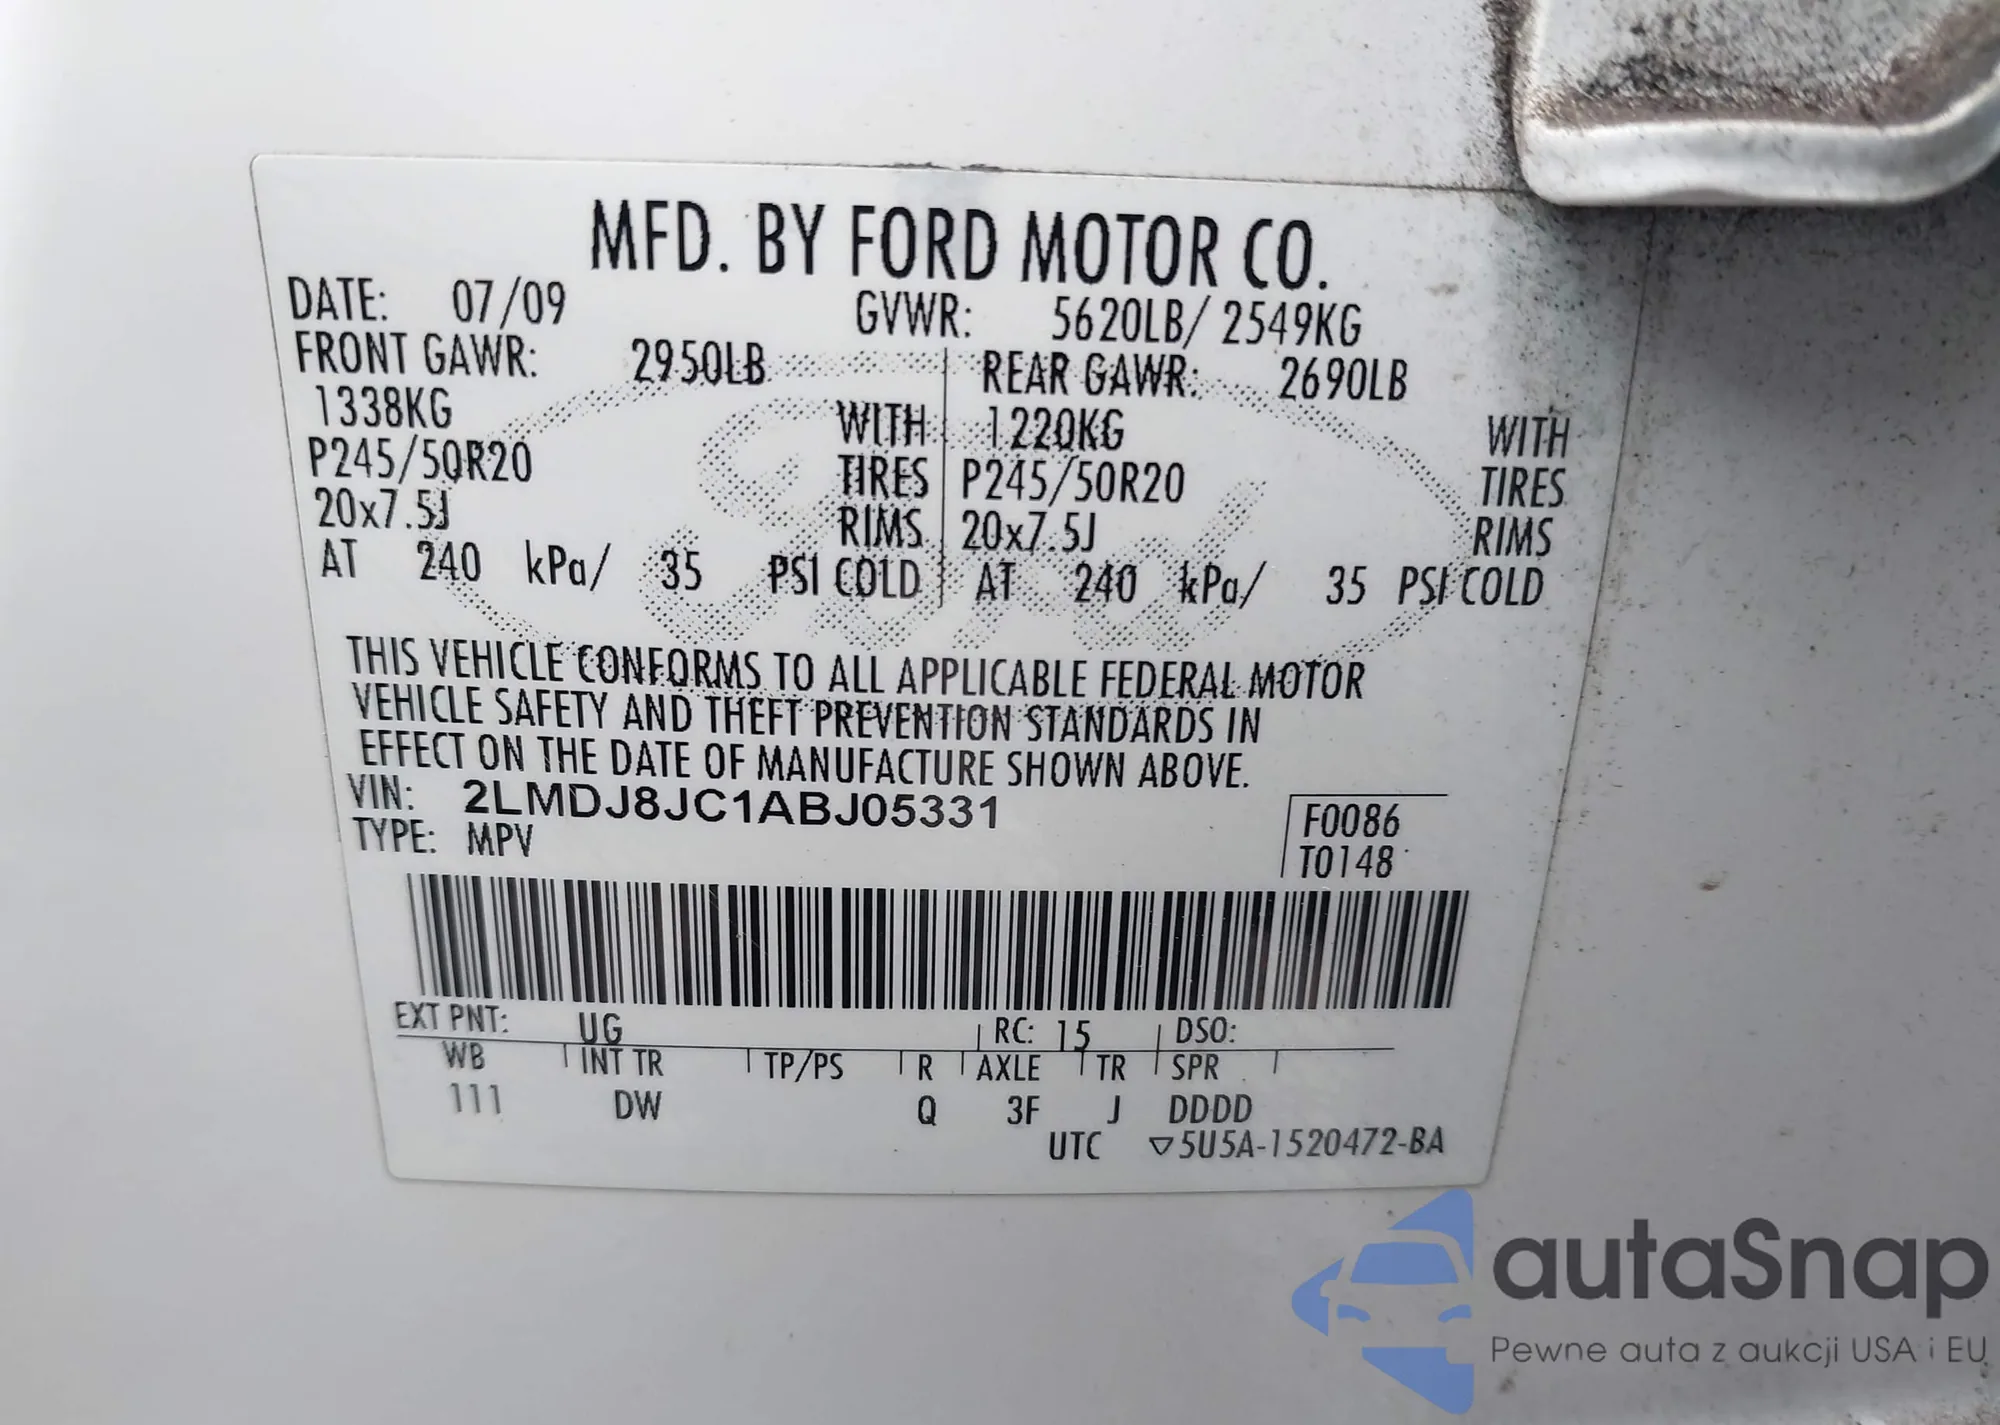 MFD. BY FORD MOTOR CO.
DATE: 07/09 GVWR: 5620LB/ 2549KG
FRONT GAWR: 2950LB REAR GAWR: 2690LB
1338KG WITH 1220KG WITH
P245/50R20 TIRES P245/50R20 TIRES
20x7.5J RIMS 20x7.5J RIMS
AT 240 kPa/ 35 PSI COLD AT 240 kPa/ 35 PSI COLD
THIS VEHICLE CONFORMS TO ALL APPLICABLE FEDERAL MOTOR
VEHICLE SAFETY AND THEFT PREVENTION STANDARDS IN
EFFECT ON THE DATE OF MANUFACTURE SHOWN ABOVE.
VIN: 2LMDJ8JC1ABJ05331 F0086
TYPE: MPV T0148
EXT PNT: UG RC: 15 DSO:
WB INT TR TP/PS R AXLE TR SPR
111 DW Q 3F J DDDD
UTC ▽5U5A-1520472-BA
autaSnap
Pewne auta z aukcji USA i EU